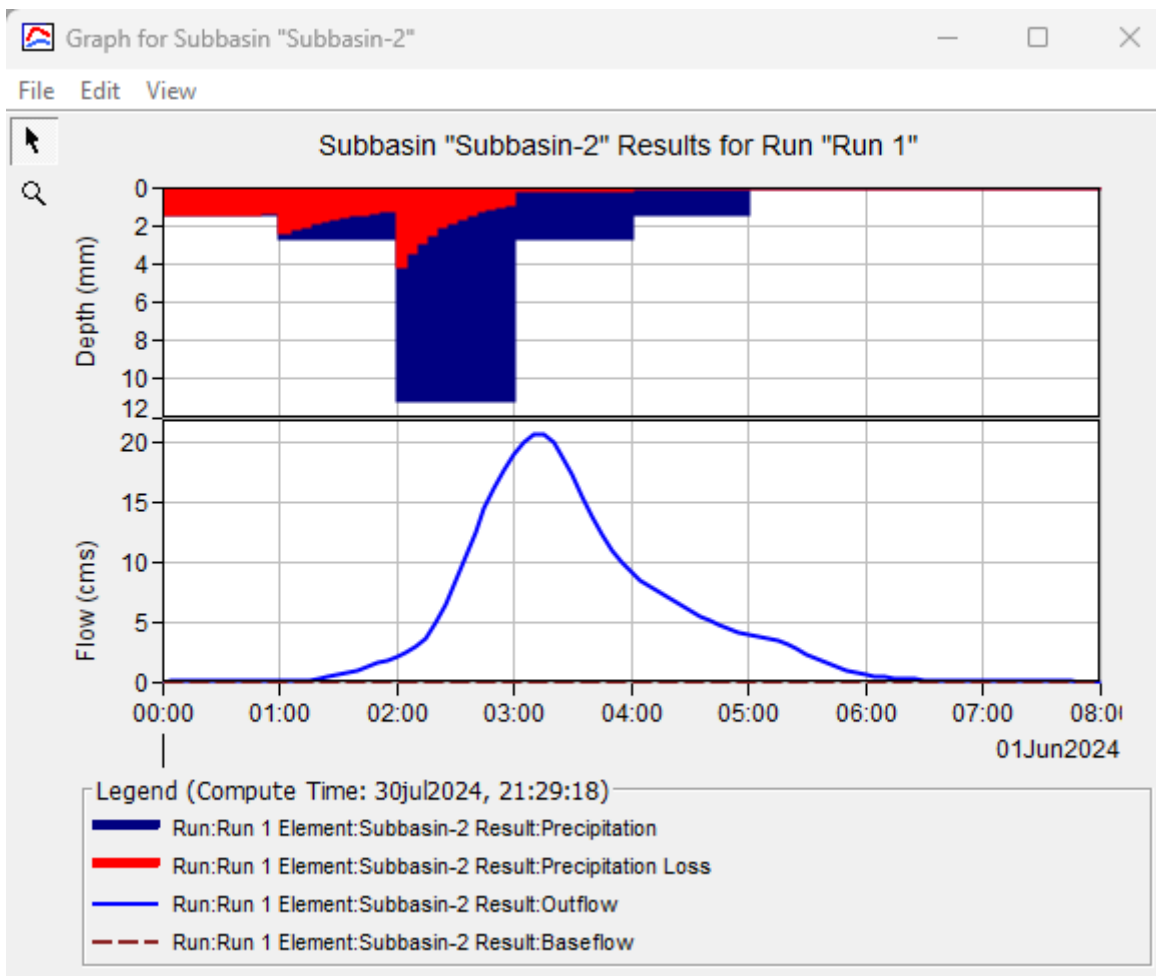 Graph for Subbasin "Subbasin-2"
File Edit View
Subbasin "Subbasin-2" Results for Run "Run 1"
0
2
4
6
8
10
12
Depth (mm)
20
15
10
5
0
Flow (cms)
00:00 01:00 02:00 03:00 04:00 05:00 06:00 07:00 08:0
01Jun2024
Legend (Compute Time: 30jul2024, 21:29:18)
Run:Run 1 Element:Subbasin-2 Result:Precipitation
Run:Run 1 Element:Subbasin-2 Result:Precipitation Loss
Run:Run 1 Element:Subbasin-2 Result:Outflow
Run:Run 1 Element:Subbasin-2 Result:Baseflow